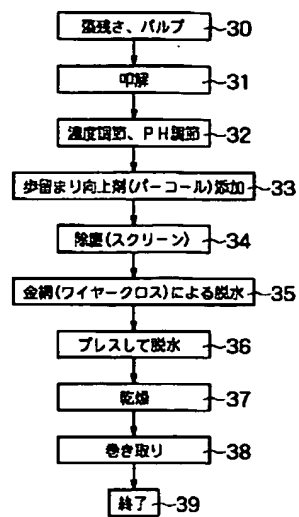 藻残さ、パルプ 30
叩解 31
濃度調節、PH調節 32
歩留まり向上剤(パーコール)添加 33
除塵(スクリーン) 34
金網(ワイヤークロス)による脱水 35
プレスして脱水 36
乾燥 37
巻き取り 38
終了 39